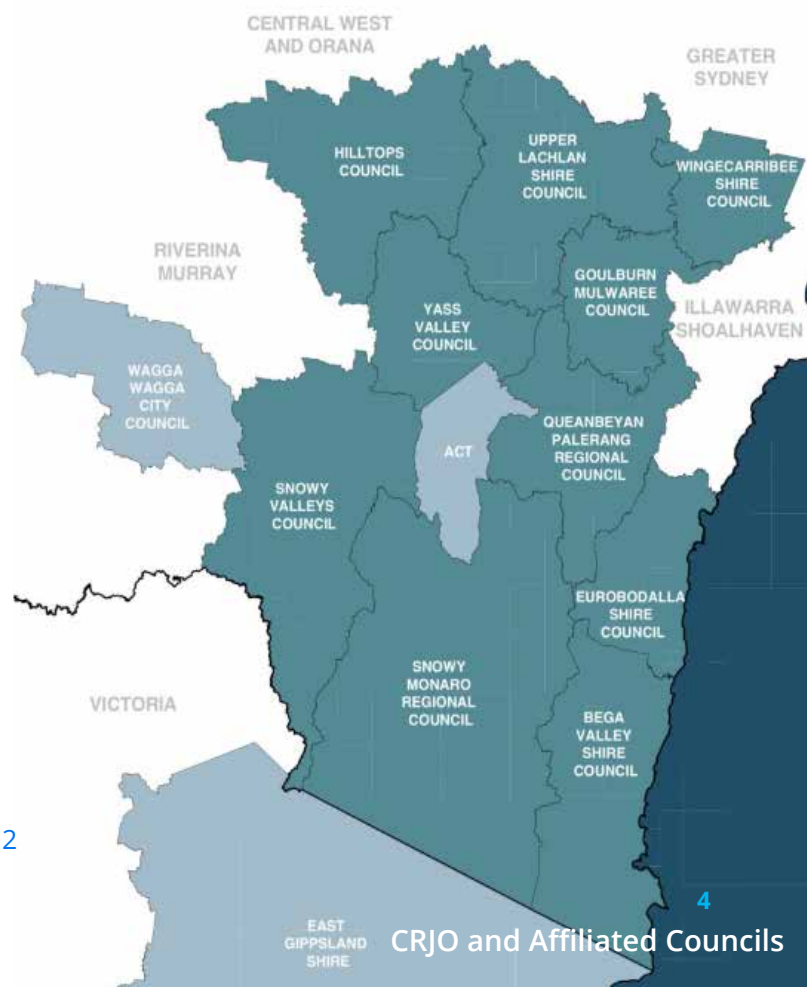 CENTRAL WEST
AND ORANA
GREATER
SYDNEY
HILLTOPS
COUNCIL
UPPER
LACHLAN
SHIRE
COUNCIL
WINGECARRIBEE
SHIRE
COUNCIL
RIVERINA
MURRAY
GOULBURN
MULWAREE
COUNCIL
ILLAWARRA
SHOALHAVEN
YASS
VALLEY
COUNCIL
WAGGA
WAGGA
CITY
COUNCIL
ACT
QUEANBEYAN
PALERANG
REGIONAL
COUNCIL
SNOWY
VALLEYS
COUNCIL
EUROBODALLA
SHIRE
COUNCIL
SNOWY
MONARO
REGIONAL
COUNCIL
VICTORIA
BEGA
VALLEY
SHIRE
COUNCIL
2
4
EAST
GIPPSLAND
SHIRE
CRJO and Affiliated Councils